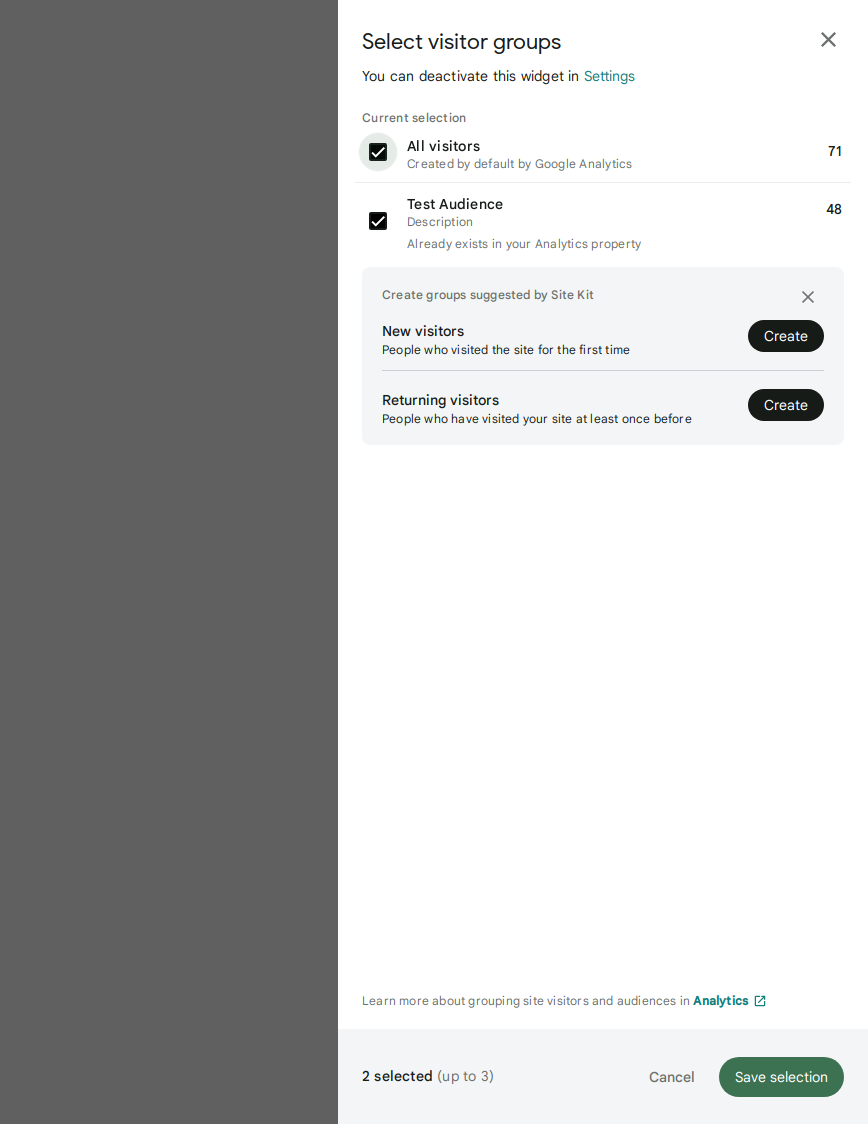 Select visitor groups
You can deactivate this widget in Settings
Current selection
All visitors
71
Created by default by Google Analytics
Test Audience
48
Description
Already exists in your Analytics property
Create groups suggested by Site Kit
New visitors
Create
People who visited the site for the first time
Returning visitors
Create
People who have visited your site at least once before
Learn more about grouping site visitors and audiences in Analytics
2 selected (up to 3)
Cancel
Save selection